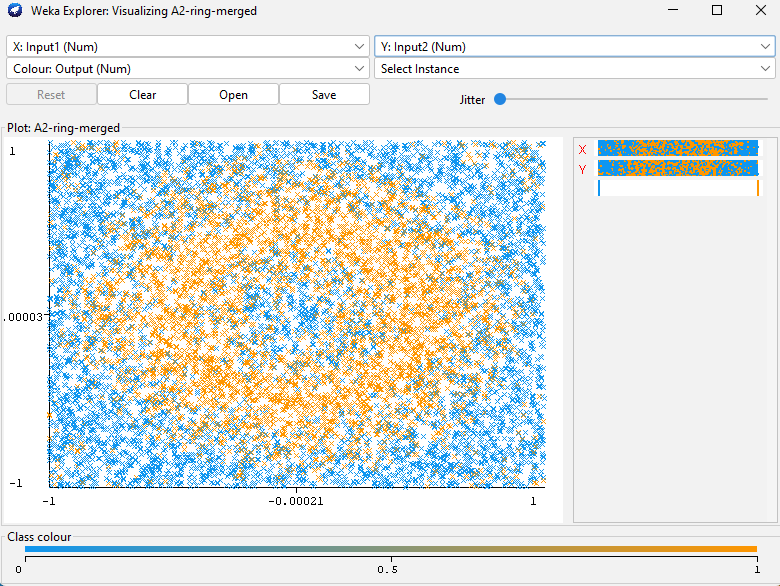 Weka Explorer: Visualizing A2-ring-merged
X: Input1 (Num)
Y: Input2 (Num)
Colour: Output (Num)
Select Instance
Reset
Clear
Open
Save
Jitter
Plot: A2-ring-merged
1
.00003
-1
-1
-0.00021
1
X
Y
Class colour
0
0.5
1